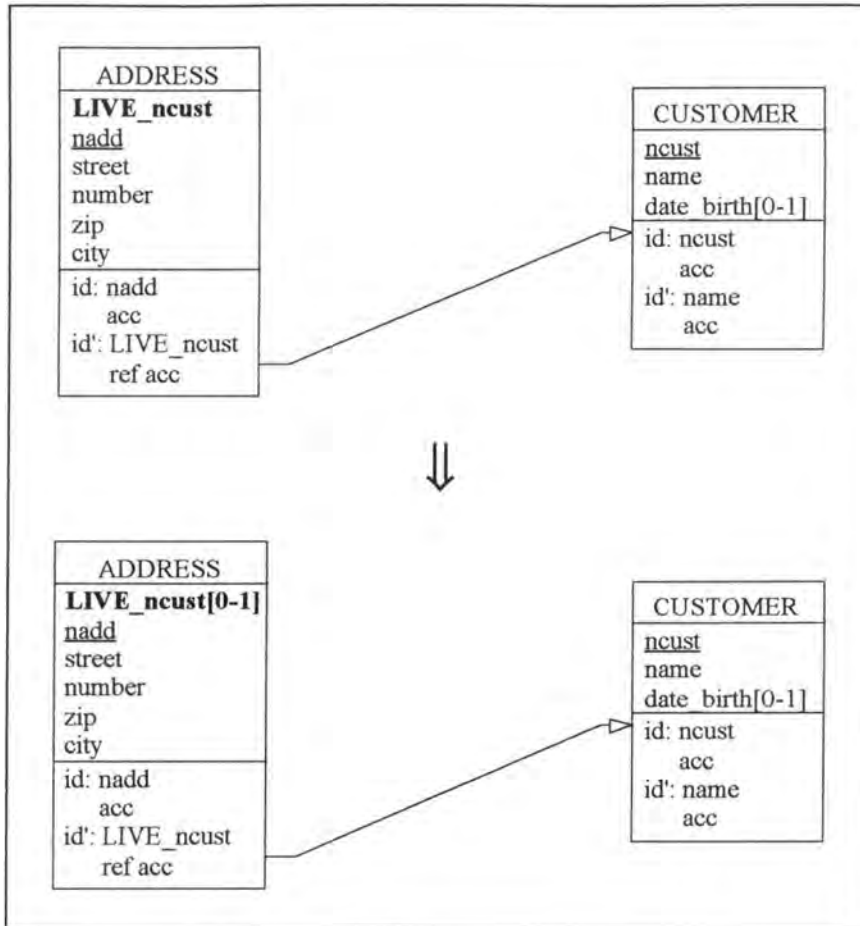 ADDRESS
LIVE_ncust
nadd
street
number
zip
city
id: nadd
acc
id': LIVE_ncust
ref acc
CUSTOMER
ncust
name
date_birth[0-1]
id: ncust
acc
id': name
acc
⇓
ADDRESS
LIVE_ncust[0-1]
nadd
street
number
zip
city
id: nadd
acc
id': LIVE_ncust
ref acc
CUSTOMER
ncust
name
date_birth[0-1]
id: ncust
acc
id': name
acc